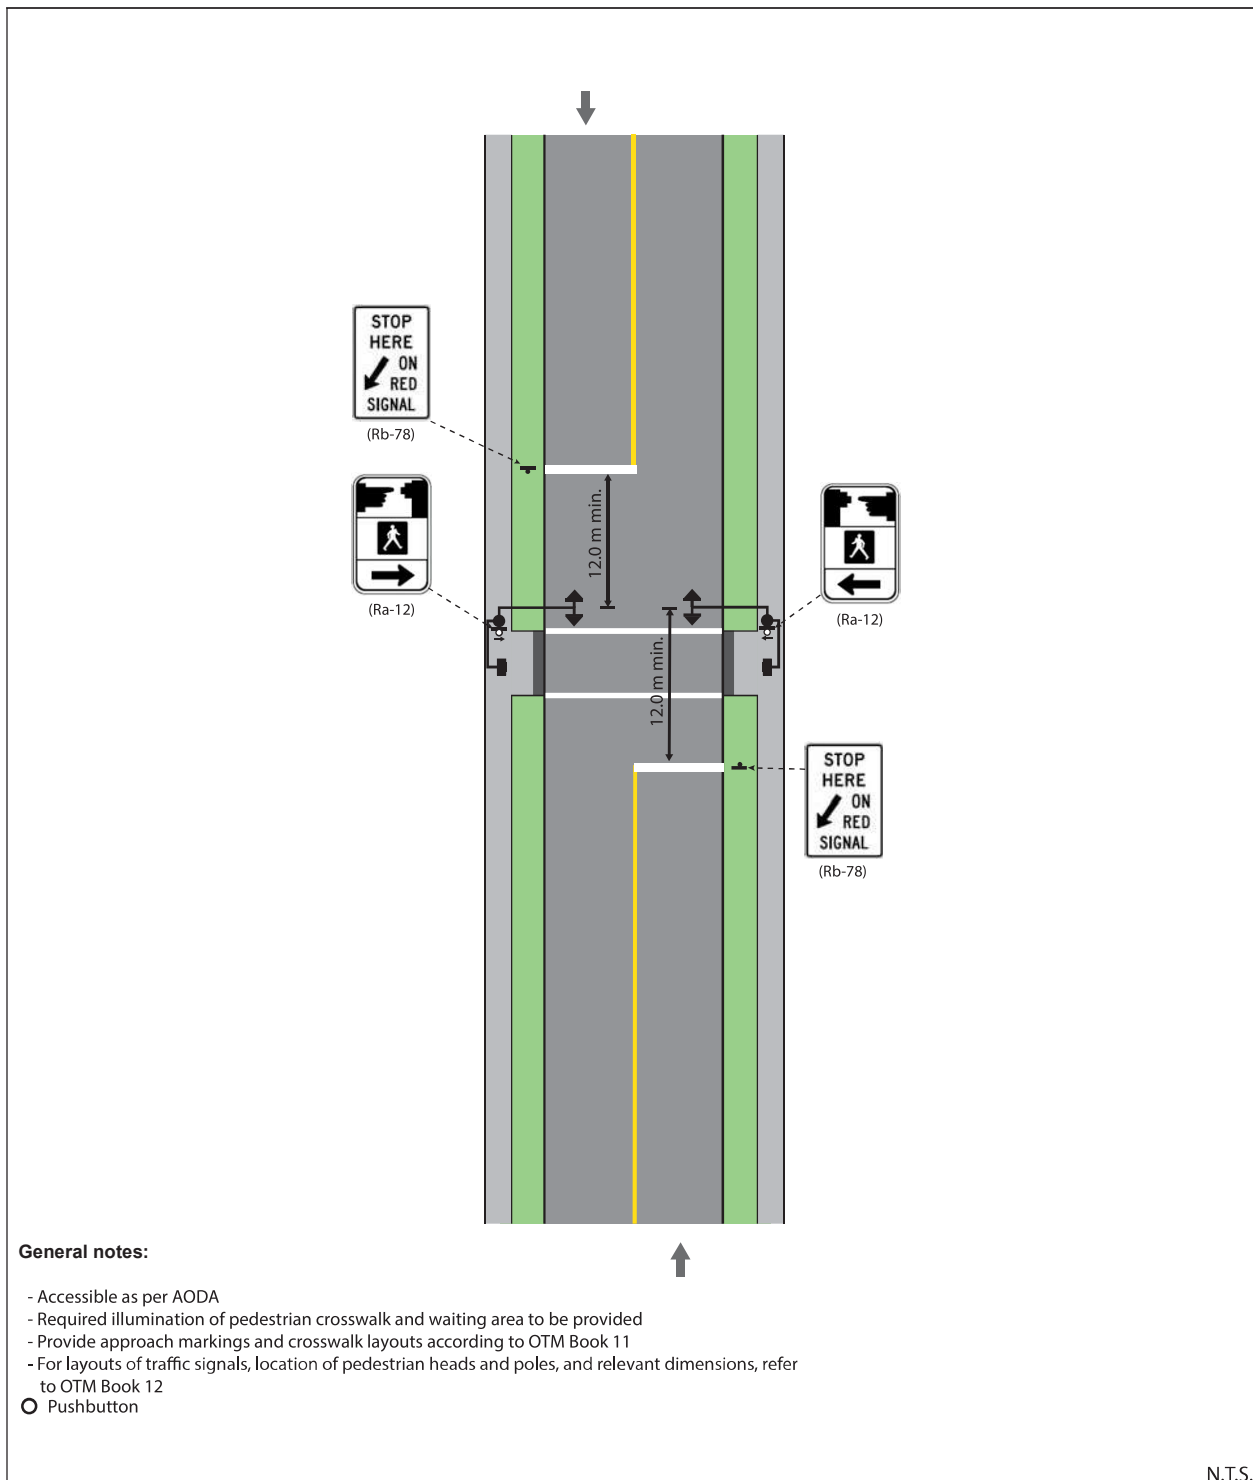 STOP
HERE
ON
RED
SIGNAL
(Rb-78)
12.0 m min.
(Ra-12)
(Ra-12)
12.0 m min.
STOP
HERE
ON
RED
SIGNAL
(Rb-78)
General notes:
- Accessible as per AODA
- Required illumination of pedestrian crosswalk and waiting area to be provided
- Provide approach markings and crosswalk layouts according to OTM Book 11
- For layouts of traffic signals, location of pedestrian heads and poles, and relevant dimensions, refer
to OTM Book 12
Pushbutton
N.T.S.